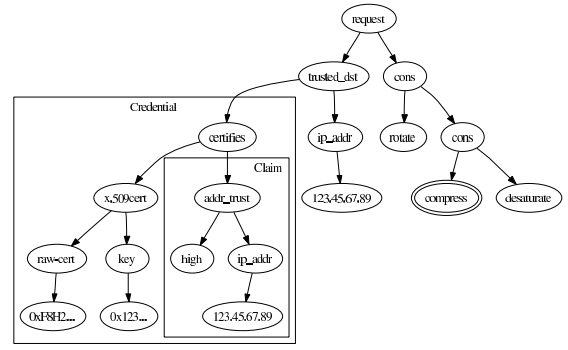 request
trusted_dst
cons
Credential
certifies
ip_addr
rotate
cons
Claim
x.509cert
addr_trust
123.45.67.89
compress
desaturate
raw-cert
key
high
ip_addr
0xF8H2...
0x123...
123.45.67.89